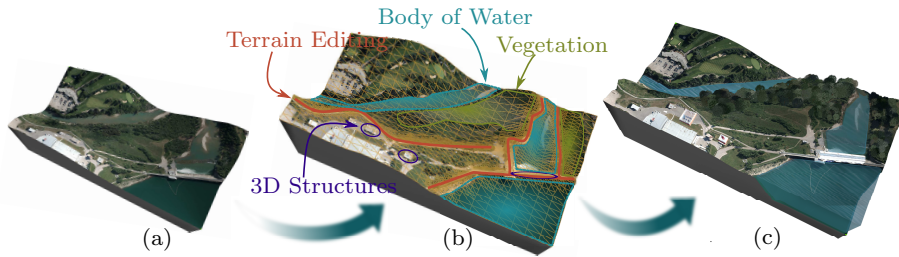 Body of Water
Terrain Editing
Vegetation
3D Structures
(a)
(b)
(c)